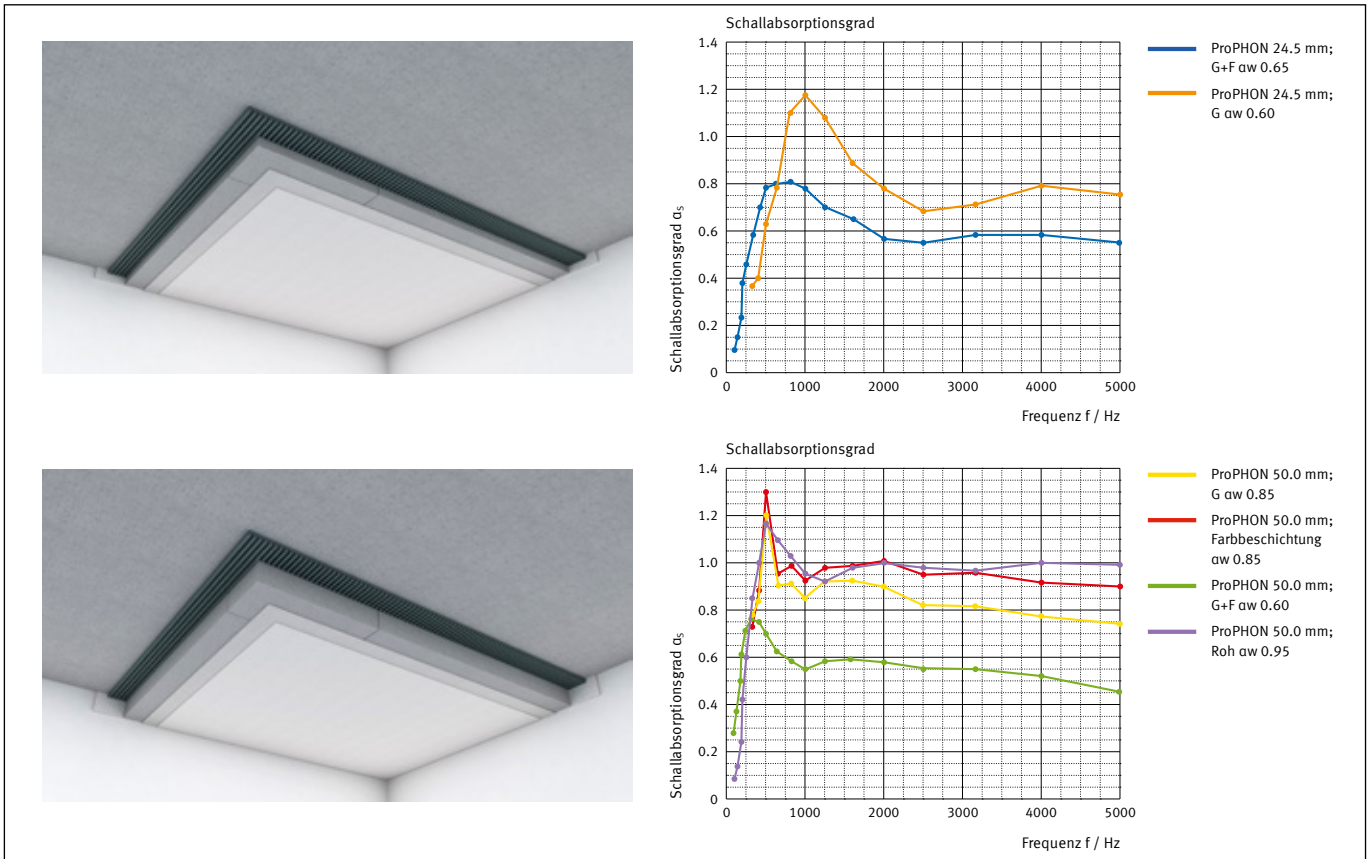 Schallabsorptionsgrad
1.4
1.2
1.0
0.8
0.6
0.4
0.2
0
Schallabsorptionsgrad αs
0 1000 2000 3000 4000 5000
Frequenz f / Hz
ProPHON 24.5 mm;
G+F αw 0.65
ProPHON 24.5 mm;
G αw 0.60
Schallabsorptionsgrad
1.4
1.2
1.0
0.8
0.6
0.4
0.2
0
Schallabsorptionsgrad αs
0 1000 2000 3000 4000 5000
Frequenz f / Hz
ProPHON 50.0 mm;
G αw 0.85
ProPHON 50.0 mm;
Farbbeschichtung
αw 0.85
ProPHON 50.0 mm;
G+F αw 0.60
ProPHON 50.0 mm;
Roh αw 0.95